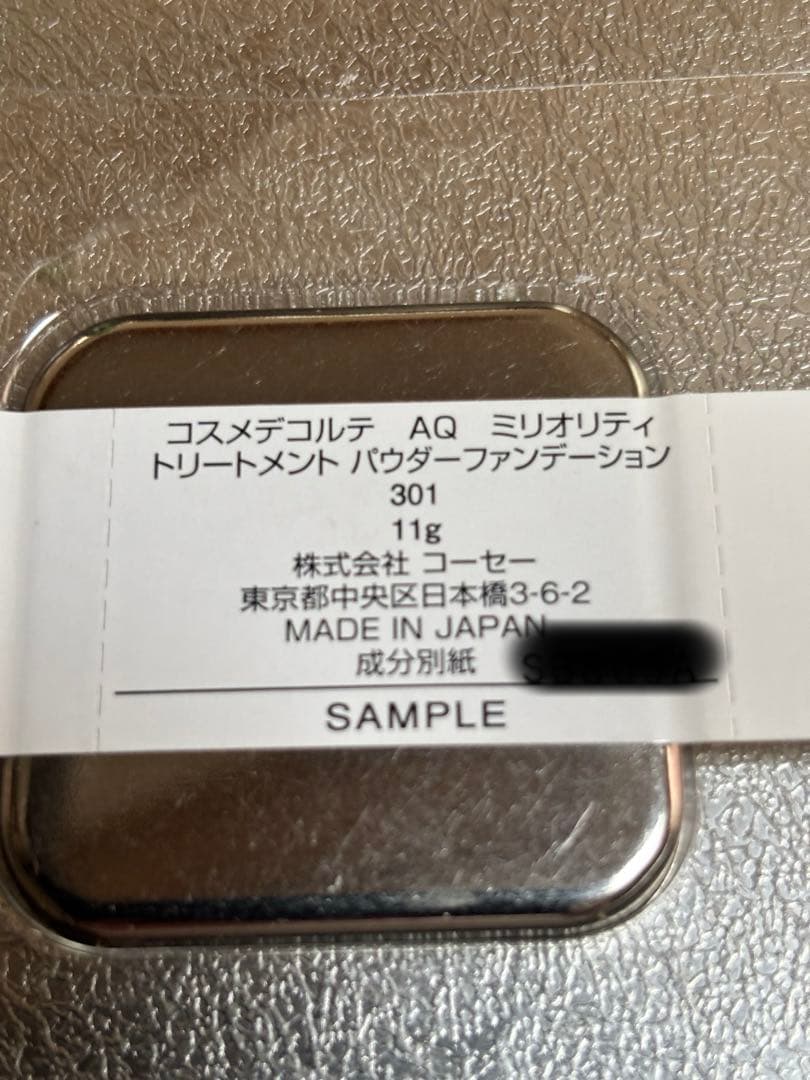 コスメデコルテ　AQ　ミリオリティ
トリートメント パウダーファンデーション
301
11g
株式会社 コーセー
東京都中央区日本橋3-6-2
MADE IN JAPAN
成分別紙
SAMPLE